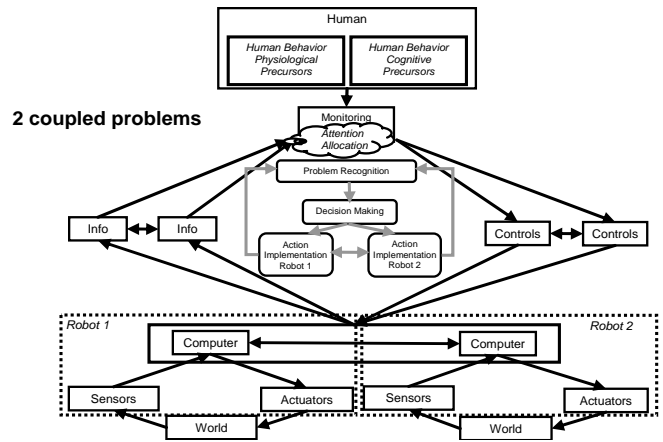 Human
Human Behavior
Physiological
Precursors
Human Behavior
Cognitive
Precursors
2 coupled problems
Monitoring
Attention
Allocation
Problem Recognition
Decision Making
Info
Info
Action
Implementation
Robot 1
Action
Implementation
Robot 2
Controls
Controls
Robot 1
Robot 2
Computer
Computer
Sensors
Actuators
Sensors
Actuators
World
World